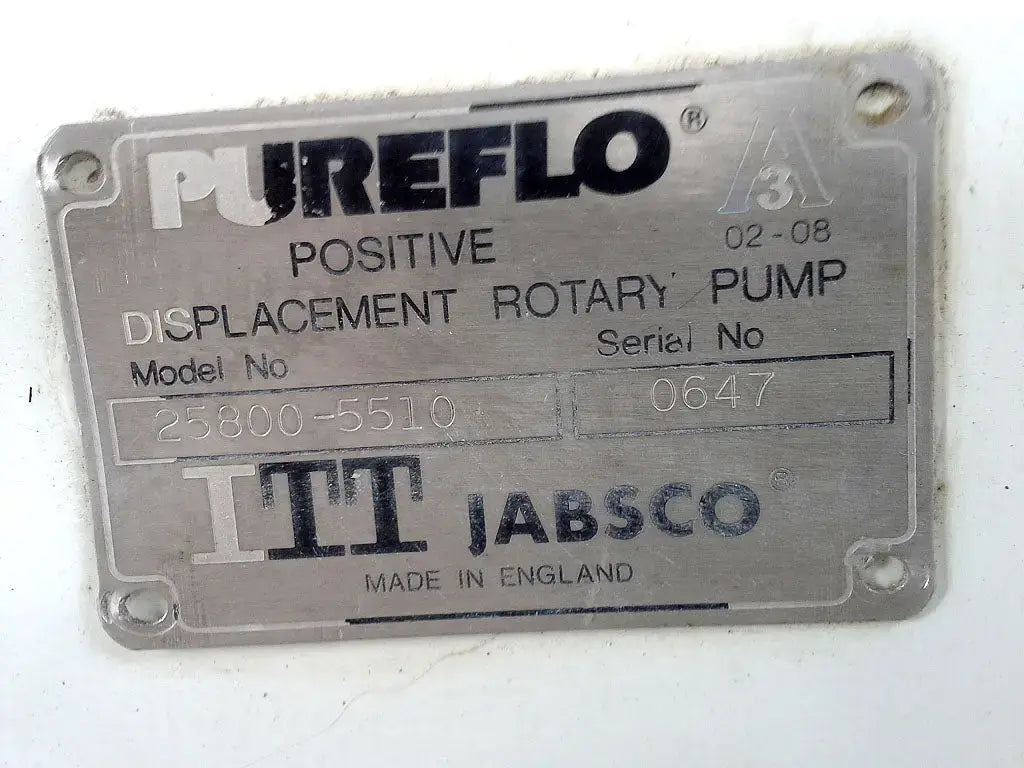 PUREFLO®
3A
02-08
POSITIVE
DISPLACEMENT ROTARY PUMP
Model No
Serial No
25800-5510
0647
ITT JABSCO®
MADE IN ENGLAND